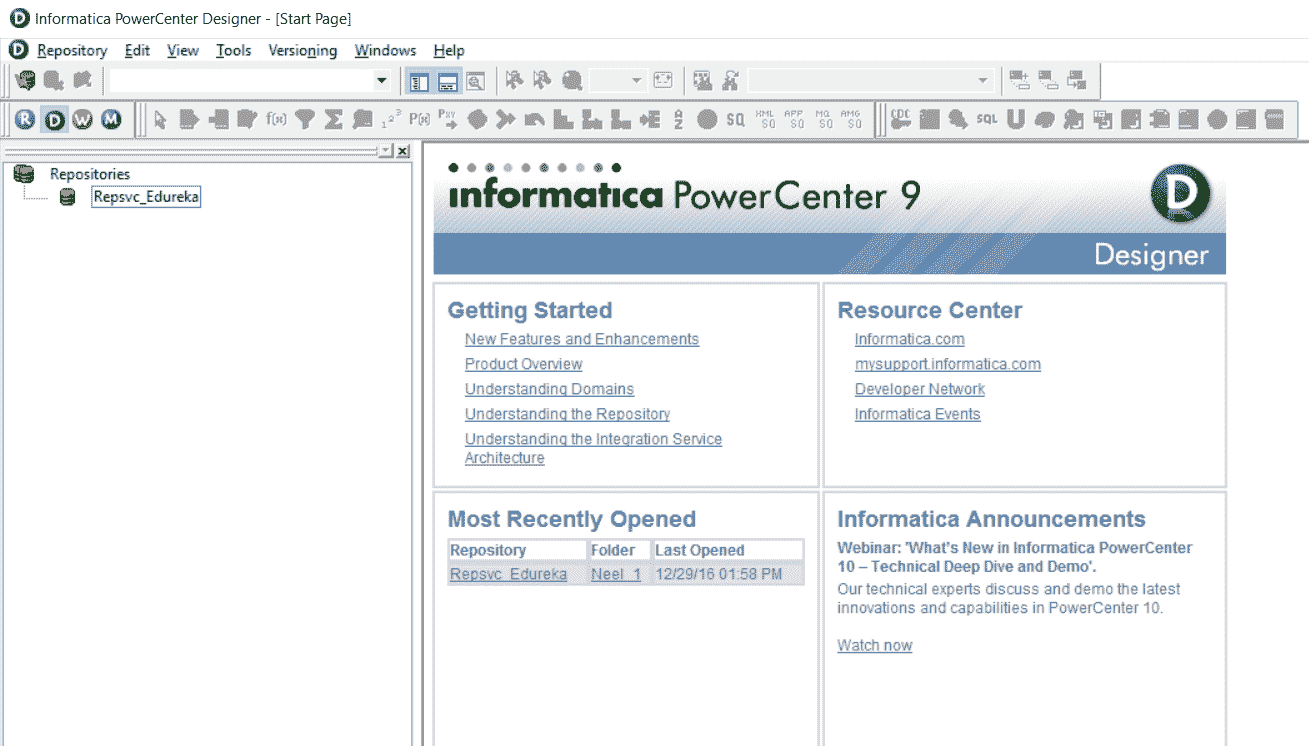 Informatica PowerCenter Designer - [Start Page]
Repository Edit View Tools Versioning Windows Help
R D W M f(x) Σ 1 2 3 P(x) A Z SQ XML SQ APP SQ MQ SQ AMG SQ CDC SQL U
Repositories
Repsvc_Edureka
informatica PowerCenter 9
D
Designer
Getting Started
New Features and Enhancements
Product Overview
Understanding Domains
Understanding the Repository
Understanding the Integration Service
Architecture
Resource Center
Informatica.com
mysupport.informatica.com
Developer Network
Informatica Events
Most Recently Opened
Repository Folder Last Opened
Repsvc_Edureka Neel_1 12/29/16 01:58 PM
Informatica Announcements
Webinar: 'What's New in Informatica PowerCenter
10 – Technical Deep Dive and Demo'.
Our technical experts discuss and demo the latest
innovations and capabilities in PowerCenter 10.
Watch now